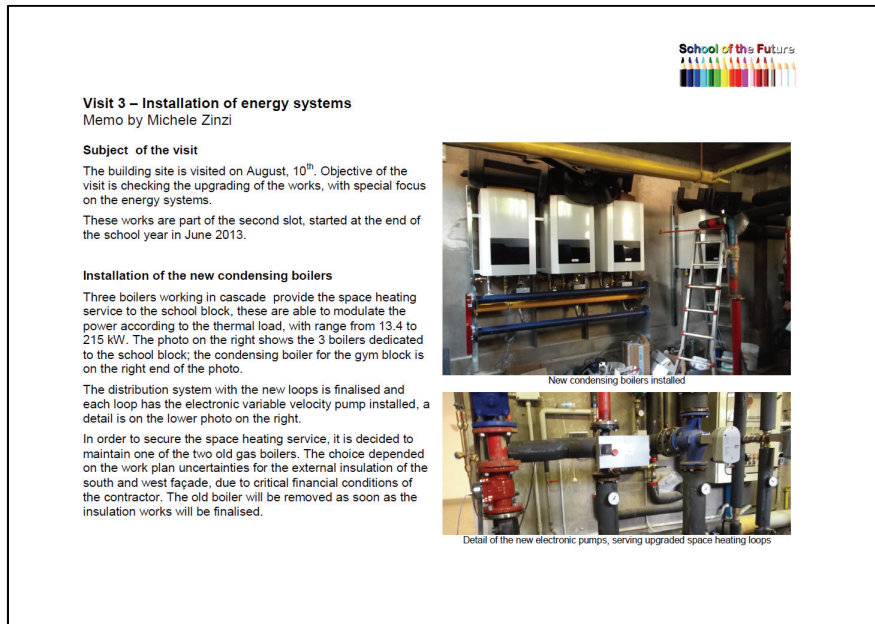 School of the Future
Visit 3 – Installation of energy systems
Memo by Michele Zinzi
Subject of the visit
The building site is visited on August, 10th. Objective of the
visit is checking the upgrading of the works, with special focus
on the energy systems.
These works are part of the second slot, started at the end of
the school year in June 2013.
Installation of the new condensing boilers
Three boilers working in cascade provide the space heating
service to the school block, these are able to modulate the
power according to the thermal load, with range from 13.4 to
215 kW. The photo on the right shows the 3 boilers dedicated
to the school block; the condensing boiler for the gym block is
on the right end of the photo.
The distribution system with the new loops is finalised and
each loop has the electronic variable velocity pump installed, a
detail is on the lower photo on the right.
In order to secure the space heating service, it is decided to
maintain one of the two old gas boilers. The choice depended
on the work plan uncertainties for the external insulation of the
south and west façade, due to critical financial conditions of
the contractor. The old boiler will be removed as soon as the
insulation works will be finalised.
New condensing boilers installed
Detail of the new electronic pumps, serving upgraded space heating loops